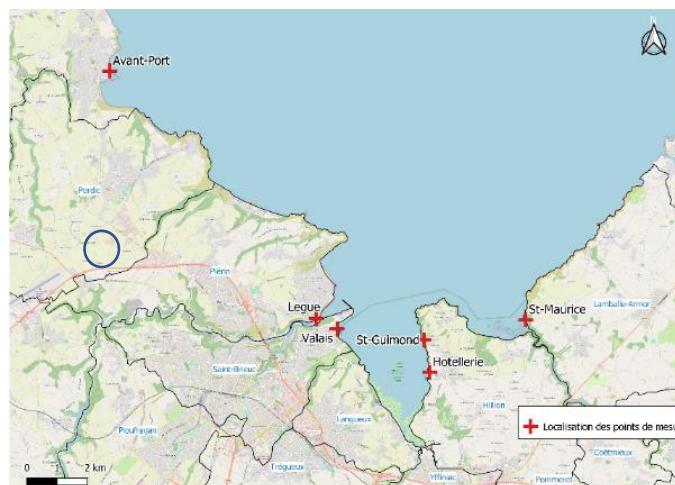 N
Avant-Port
Pordic
Plérin
Legue
St-Maurice
Lamballe-Armor
Valais
St-Guimond
Hotellerie
Saint-Brieuc
Langueux
Hillion
Localisation des points de mesu
Ploufragan
Coëtmieux
Trégueux
Yffiniac
Pommeret
0 1 2 km